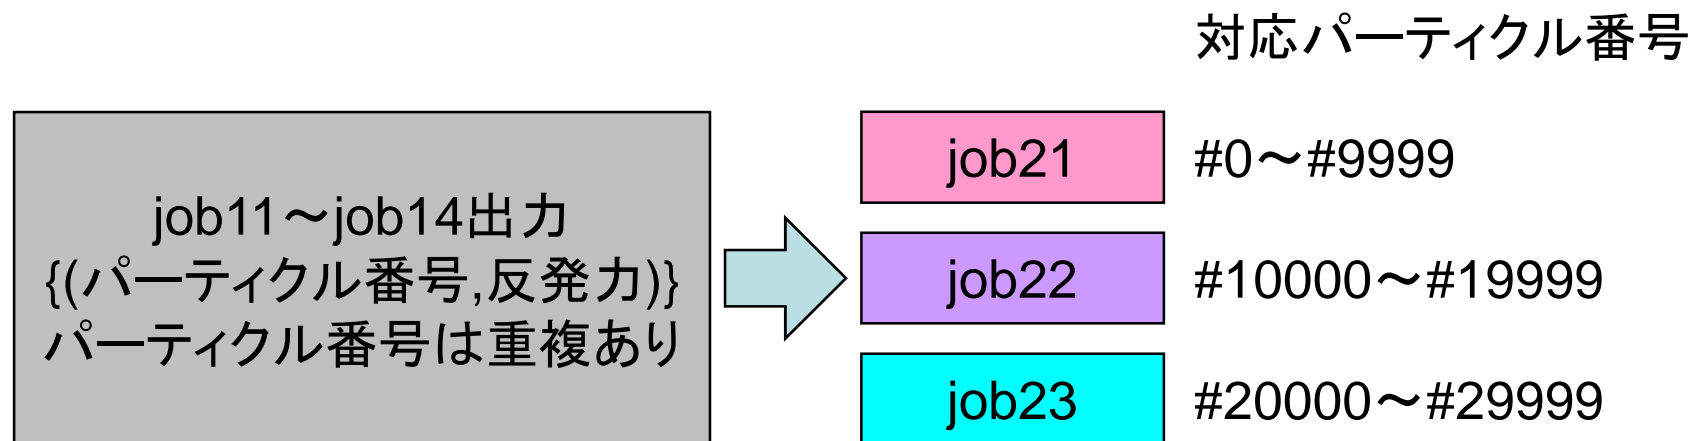 対応パーティクル番号
job11～job14出力
{(パーティクル番号,反発力)}
パーティクル番号は重複あり
job21 #0～#9999
job22 #10000～#19999
job23 #20000～#29999